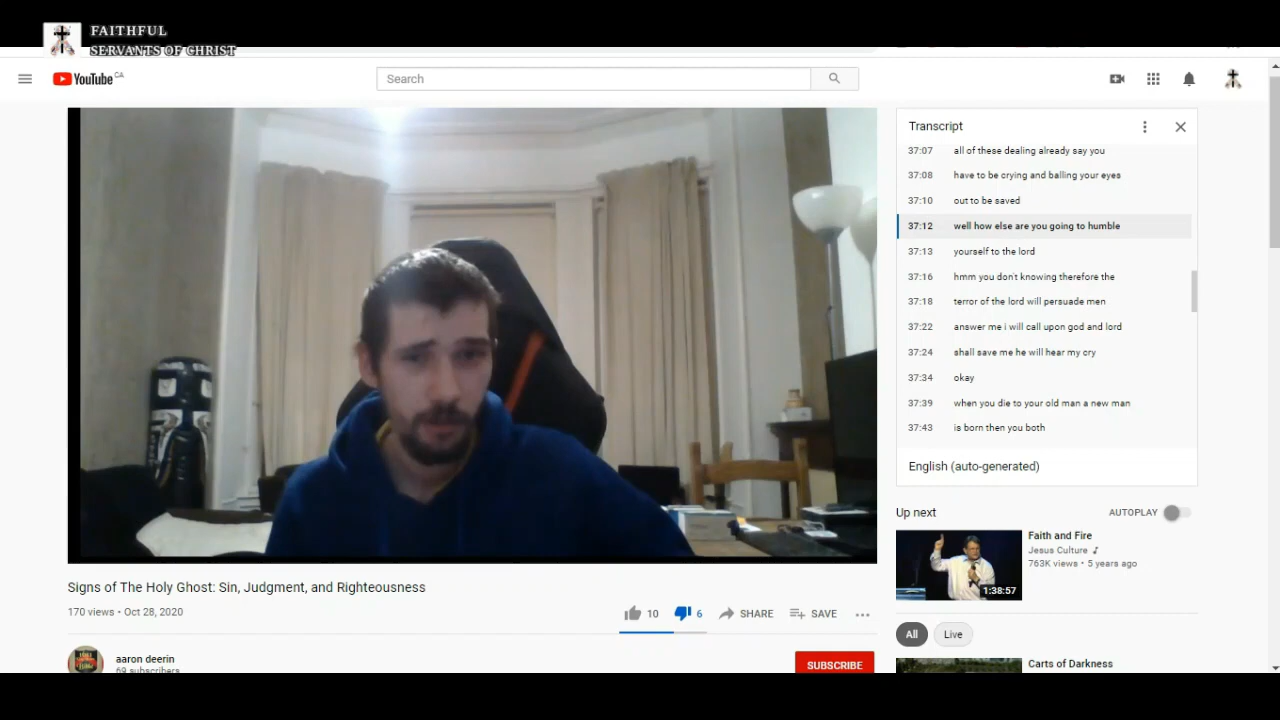 FAITHFUL
SERVANTS OF CHRIST
YouTube CA
Search
Transcript
37:07 all of these dealing already say you
37:08 have to be crying and balling your eyes
37:10 out to be saved
37:12 well how else are you going to humble
37:13 yourself to the lord
37:16 hmm you don't knowing therefore the
37:18 terror of the lord will persuade men
37:22 answer me i will call upon god and lord
37:24 shall save me he will hear my cry
37:34 okay
37:39 when you die to your old man a new man
37:43 is born then you both
English (auto-generated)
Up next
AUTOPLAY
Faith and Fire
Jesus Culture
763K views • 5 years ago
1:38:57
Signs of The Holy Ghost: Sin, Judgment, and Righteousness
170 views • Oct 28, 2020
10 6 SHARE SAVE
All Live
aaron deerin
69 subscribers
SUBSCRIBE
Carts of Darkness